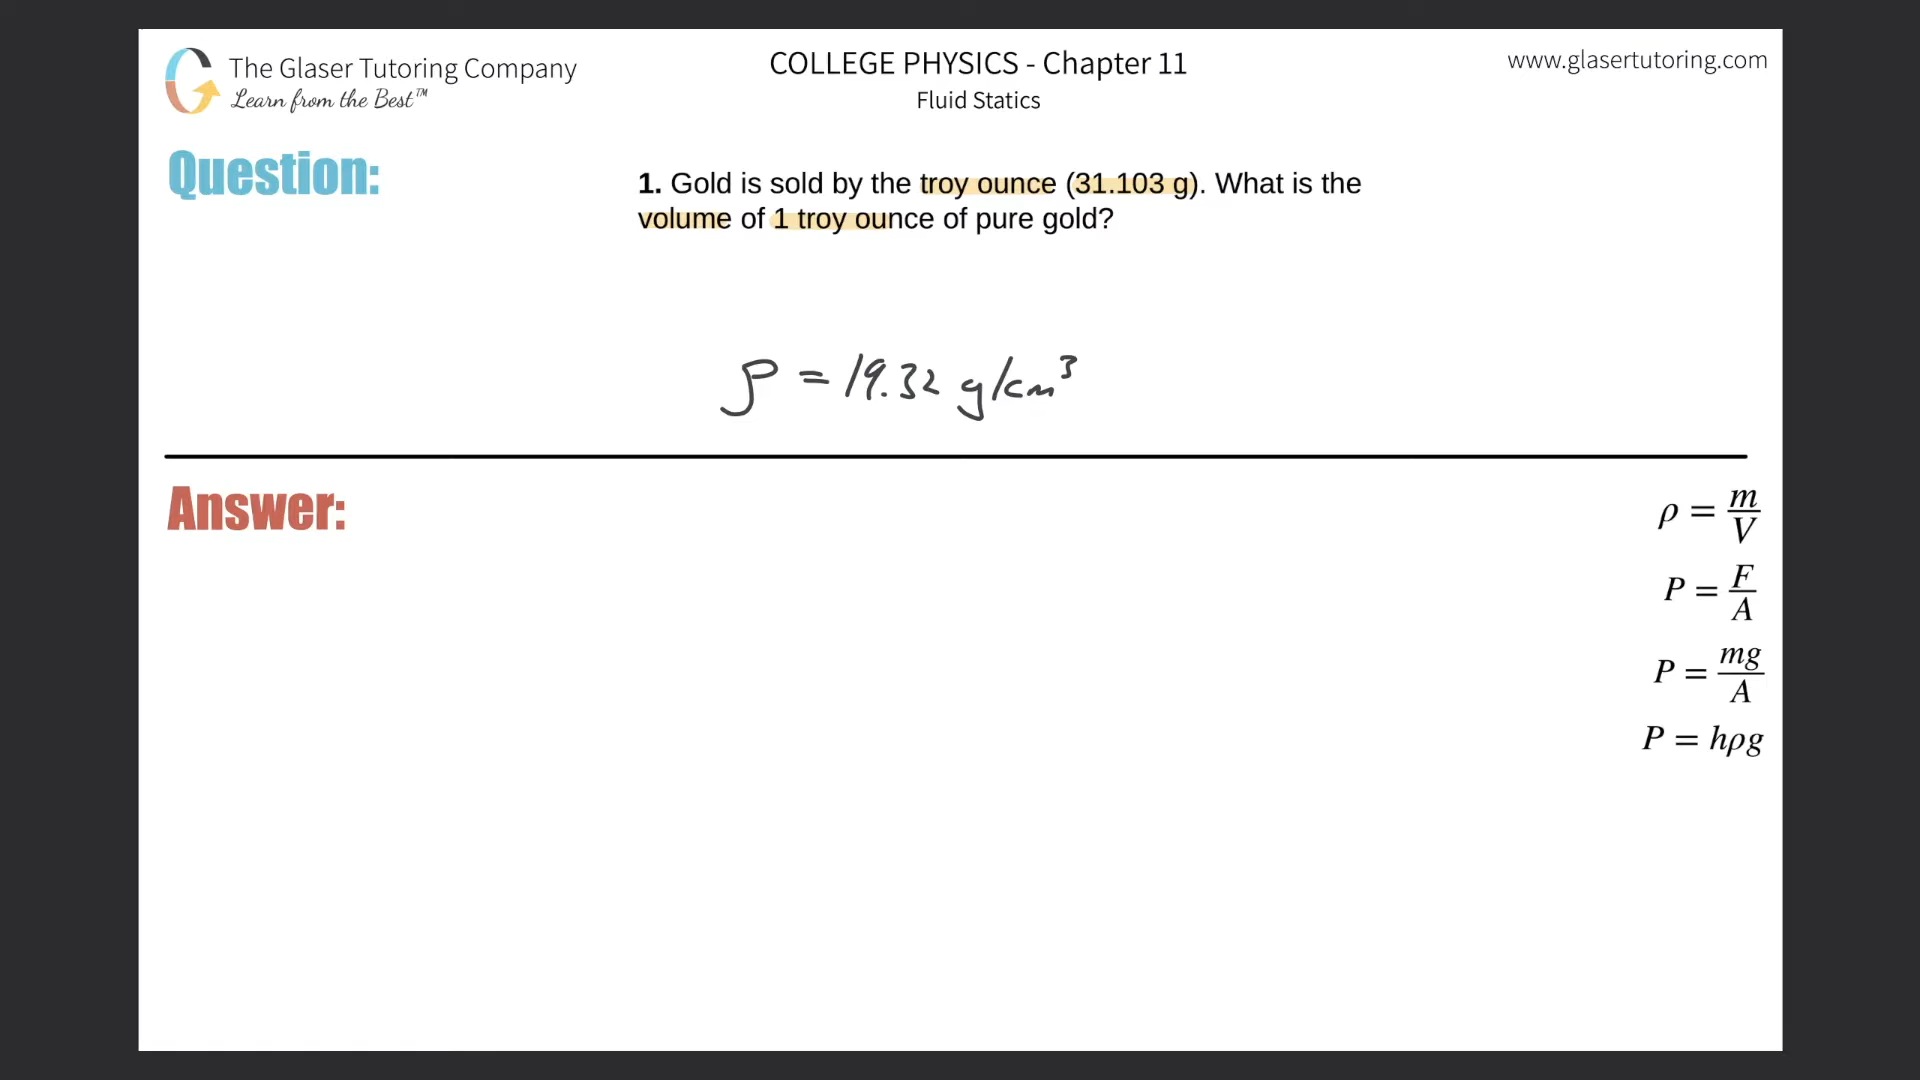 The Glaser Tutoring Company
Learn from the Best™
COLLEGE PHYSICS - Chapter 11
Fluid Statics
www.glasertutoring.com
Question:
1. Gold is sold by the troy ounce (31.103 g). What is the
volume of 1 troy ounce of pure gold?
ρ = 19.32 g/cm³
Answer:
ρ = m/V
P = F/A
P = mg/A
P = hρg